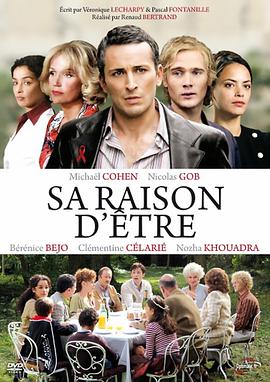 Écrit par Véronique LECHARPY & Pascal FONTANILLE
Réalisé par Renaud BERTRAND
Michaël COHEN Nicolas GOB
SA RAISON
D'ÊTRE
Bérénice BEJO Clémentine CÉLARIÉ Nozha KHOUADRA
DVD
Optimale